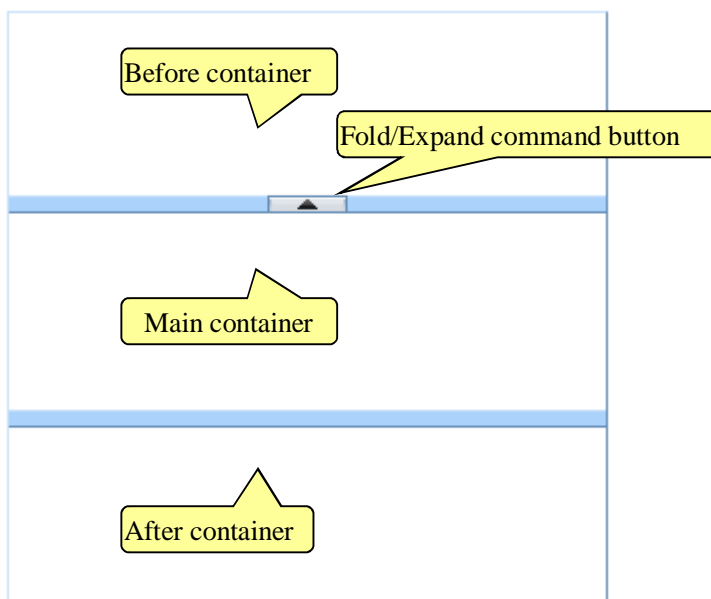 Before container
Fold/Expand command button
Main container
After container